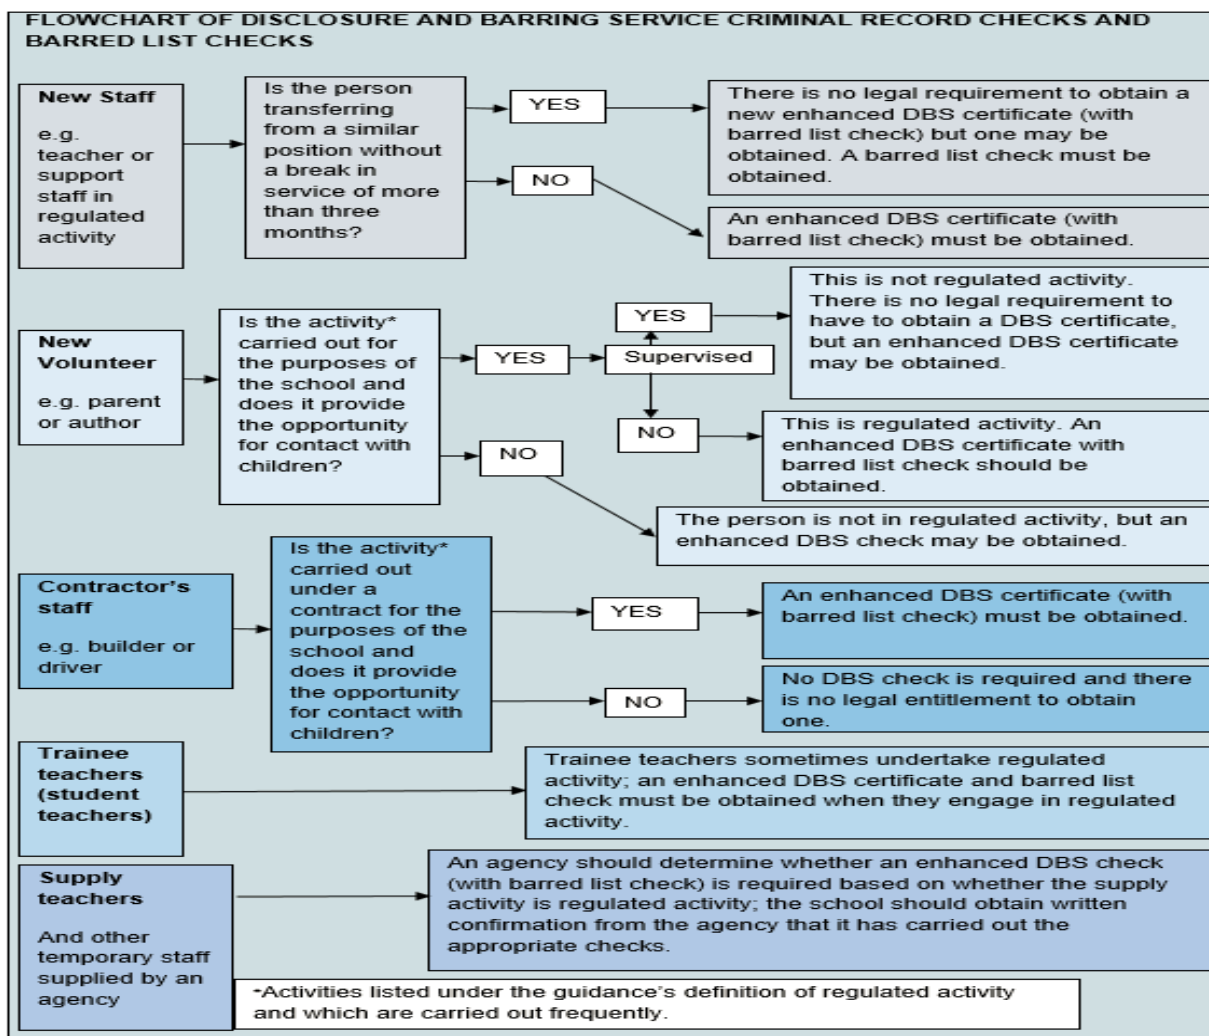 FLOWCHART OF DISCLOSURE AND BARRING SERVICE CRIMINAL RECORD CHECKS AND
BARRED LIST CHECKS
New Staff
e.g.
teacher or
support
staff in
regulated
activity
Is the person
transferring
from a similar
position without
a break in
service of more
than three
months?
YES
There is no legal requirement to obtain a
new enhanced DBS certificate (with
barred list check) but one may be
obtained. A barred list check must be
obtained.
NO
An enhanced DBS certificate (with
barred list check) must be obtained.
New
Volunteer
e.g. parent
or author
Is the activity*
carried out for
the purposes of
the school and
does it provide
the opportunity
for contact with
children?
YES
Supervised
YES
This is not regulated activity.
There is no legal requirement to
have to obtain a DBS certificate,
but an enhanced DBS certificate
may be obtained.
NO
This is regulated activity. An
enhanced DBS certificate with
barred list check should be
obtained.
NO
The person is not in regulated activity, but an
enhanced DBS check may be obtained.
Contractor's
staff
e.g. builder or
driver
Is the activity*
carried out
under a
contract for the
purposes of the
school and
does it provide
the opportunity
for contact with
children?
YES
An enhanced DBS certificate (with
barred list check) must be obtained.
NO
No DBS check is required and there
is no legal entitlement to obtain
one.
Trainee
teachers
(student
teachers)
Trainee teachers sometimes undertake regulated
activity; an enhanced DBS certificate and barred list
check must be obtained when they engage in regulated
activity.
Supply
teachers
And other
temporary staff
supplied by an
agency
An agency should determine whether an enhanced DBS check
(with barred list check) is required based on whether the supply
activity is regulated activity; the school should obtain written
confirmation from the agency that it has carried out the
appropriate checks.
*Activities listed under the guidance's definition of regulated activity
and which are carried out frequently.